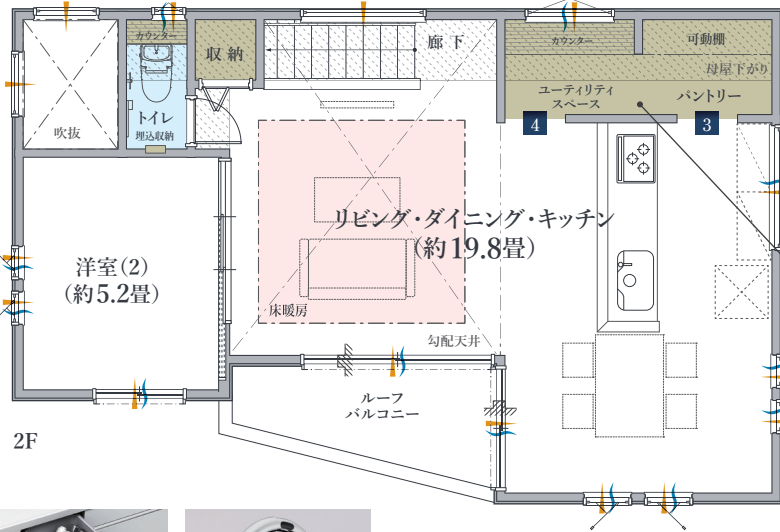 カウンター
収納
廊下
カウンター
可動棚
母屋下がり
ユーティリティ
スペース
パントリー
トイレ
埋込収納
吹抜
4
3
リビング・ダイニング・キッチン
(約19.8畳)
洋室(2)
(約5.2畳)
床暖房
勾配天井
ルーフ
バルコニー
2F